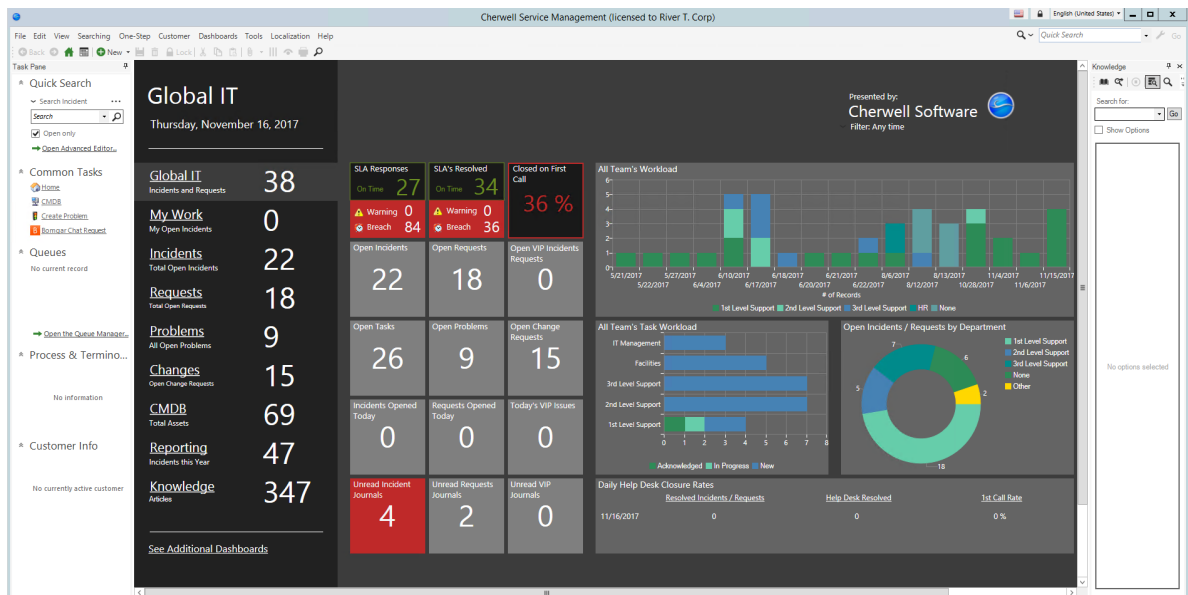 Cherwell Service Management (licensed to River T. Corp)
English (United States)
File Edit View Searching One-Step Customer Dashboards Tools Localization Help
Quick Search
Go
Back Go New Lock
Task Pane
Quick Search
Search Incident
Search
Open only
Open Advanced Editor...
Common Tasks
Home
CMDB
Create Problem
Bomgar Chat Request
Queues
No current record
Open the Queue Manager...
Process & Termino...
No information
Customer Info
No currently active customer
Global IT
Thursday, November 16, 2017
Presented by:
Cherwell Software
Filter: Any time
Global IT
Incidents and Requests
38
My Work
My Open Incidents
0
Incidents
Total Open Incidents
22
Requests
Total Open Requests
18
Problems
All Open Problems
9
Changes
Open Change Requests
15
CMDB
Total Assets
69
Reporting
Incidents this Year
47
Knowledge
Articles
347
See Additional Dashboards
SLA Responses
On Time 27
Warning 0
Breach 84
SLA's Resolved
On Time 34
Warning 0
Breach 36
Closed on First
Call
36 %
Open Incidents
22
Open Requests
18
Open VIP Incidents
Requests
0
Open Tasks
26
Open Problems
9
Open Change
Requests
15
Incidents Opened
Today
0
Requests Opened
Today
0
Today's VIP Issues
0
Unread Incident
Journals
4
Unread Requests
Journals
2
Unread VIP
Journals
0
All Team's Workload
6
5
4
3
2
1
0
5/21/2017 5/27/2017 6/10/2017 6/18/2017 6/21/2017 8/6/2017 8/13/2017 11/4/2017 11/15/2017
5/22/2017 6/4/2017 6/17/2017 6/20/2017 6/22/2017 8/12/2017 10/28/2017 11/6/2017
# of Records
1st Level Support 2nd Level Support 3rd Level Support HR None
All Team's Task Workload
IT Management
Facilities
3rd Level Support
2nd Level Support
1st Level Support
0 1 2 3 4 5 6 7 8
Acknowledged In Progress New
Open Incidents / Requests by Department
7
6
5
2
18
1st Level Support
2nd Level Support
3rd Level Support
None
Other
Daily Help Desk Closure Rates
Resolved Incidents / Requests Help Desk Resolved 1st Call Rate
11/16/2017 0 0 0 %
Knowledge
Search for:
Go
Show Options
No options selected